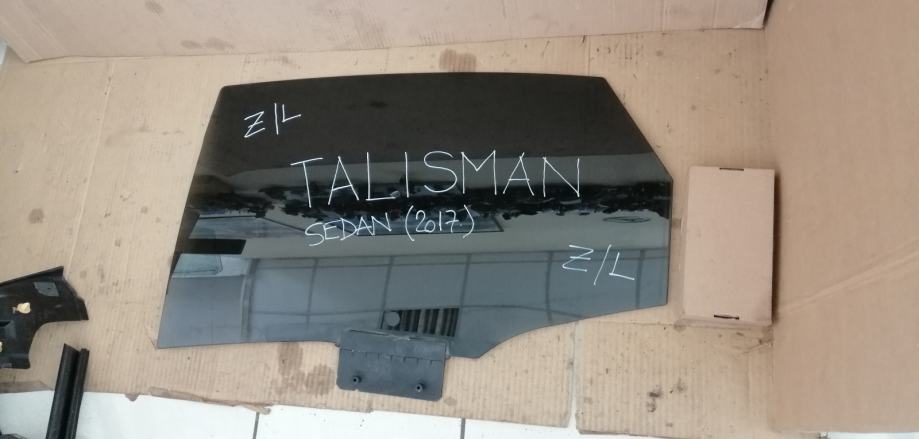 Z/L
TALISMAN
SEDAN (2017.)
Z/L